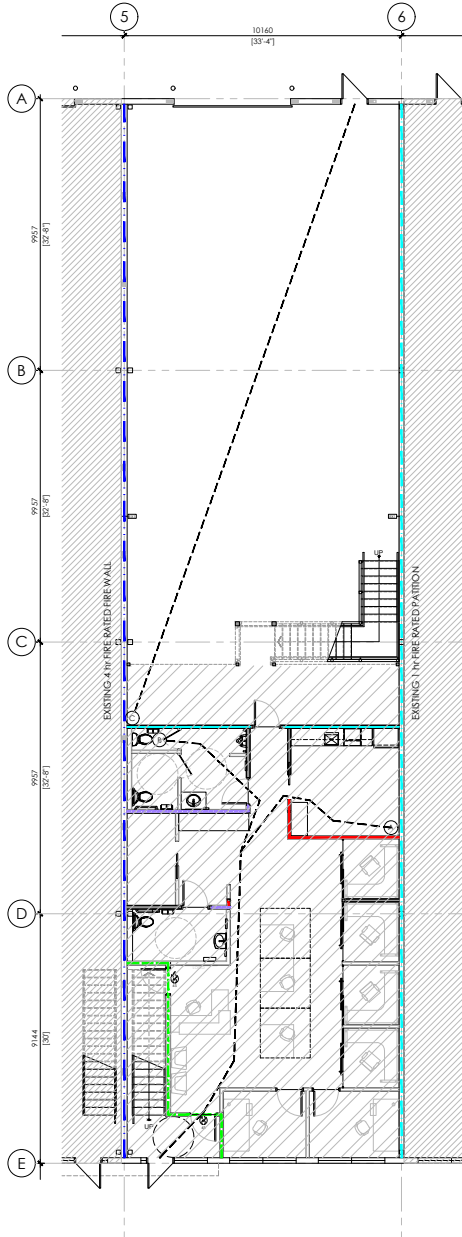 5
6
10160
[33'-4"]
A
9957
[32'-8"]
B
9957
[32'-8"]
EXISTING 4 hr FIRE RATED FIRE WALL
EXISTING 1 hr FIRE RATED PATITION
UP
C
C
B
9957
[32'-8"]
D
9144
[30']
UP
E